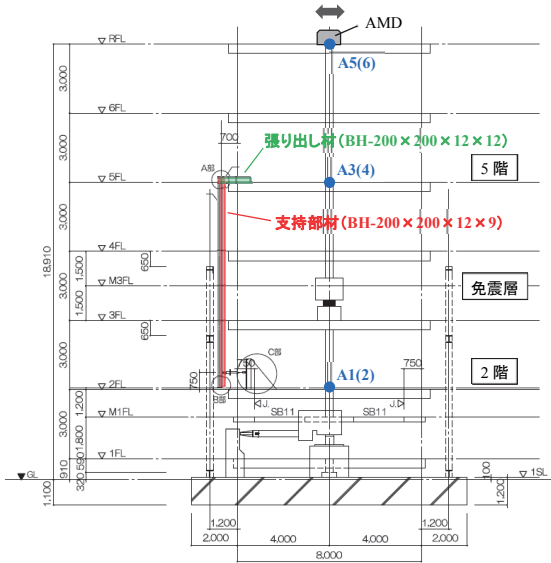 AMD
RFL
A5(6)
3,000
6FL
700
張り出し材（BH-200×200×12×12）
3,000
A部
5FL
A3(4)
5 階
支持部材（BH-200×200×12×9）
3,000
18,910
4FL
650
1,500
M3FL
免震層
3,000
1,500
3FL
650
3,000
C部
750
750
750
2 階
2FL
B部
A1(2)
1,200
J.
J.
M1FL
SB11
SB11
3,000
1,800
1FL
590
910
320
GL
100
1SL
1,100
1,200
1,200
1,200
2,000
4,000
4,000
2,000
8,000